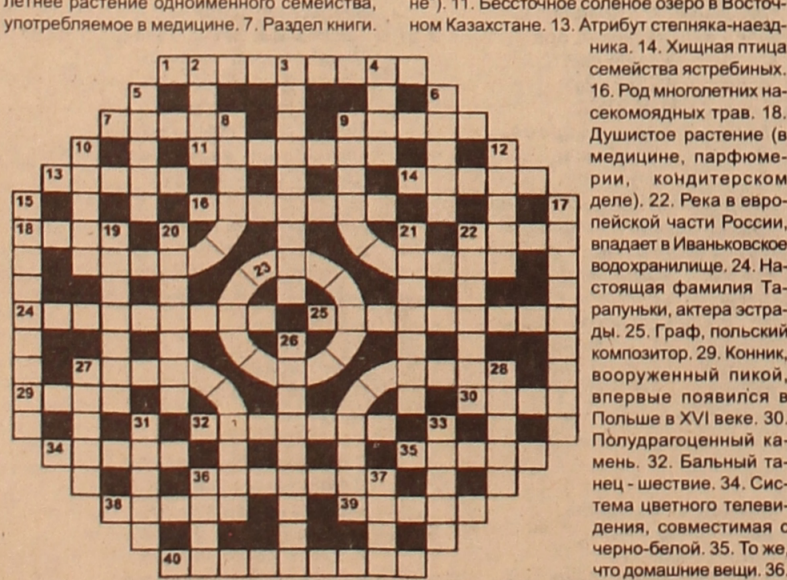 летнее растение одноименного семейства,
употребляемое в медицине. 7. Раздел книги.
не"). 11. Бессточное соленое озеро в Восточ-
ном Казахстане. 13. Атрибут степняка-наезд-
ника. 14. Хищная птица
семейства ястребиных.
16. Род многолетних на-
секомоядных трав. 18.
Душистое растение (в
медицине, парфюме-
рии, кондитерском
деле). 22. Река в евро-
пейской части России,
впадает в Иваньковское
водохранилище. 24. На-
стоящая фамилия Та-
рапуньки, актера эстра-
ды. 25. Граф, польский
композитор. 29. Конник,
вооруженный пикой,
впервые появился в
Польше в XVI веке. 30.
Полудрагоценный ка-
мень. 32. Бальный та-
нец - шествие. 34. Сис-
тема цветного телеви-
дения, совместимая с
черно-белой. 35. То же,
что домашние вещи. 36.
1 2 3 4
5 6
7 8 9
10 11 12
13 14
15 16 17
18 19 20 21 22
23
24 25
26
27 28
29 30
31 32 33
34 35
36 37
38 39
40